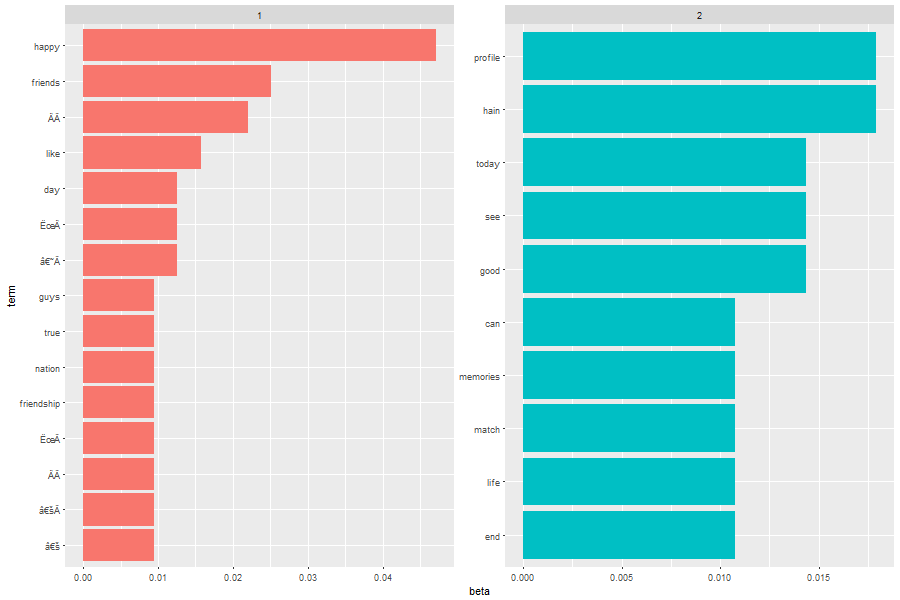 1
2
term
happy
friends
ÃÂ
like
day
ËœÃ
â€˜Ã
guys
true
nation
friendship
ËœÃ
ÃÂ
â€šÃ
â€š
0.00 0.01 0.02 0.03 0.04
profile
hain
today
see
good
can
memories
match
life
end
0.000 0.005 0.010 0.015
beta